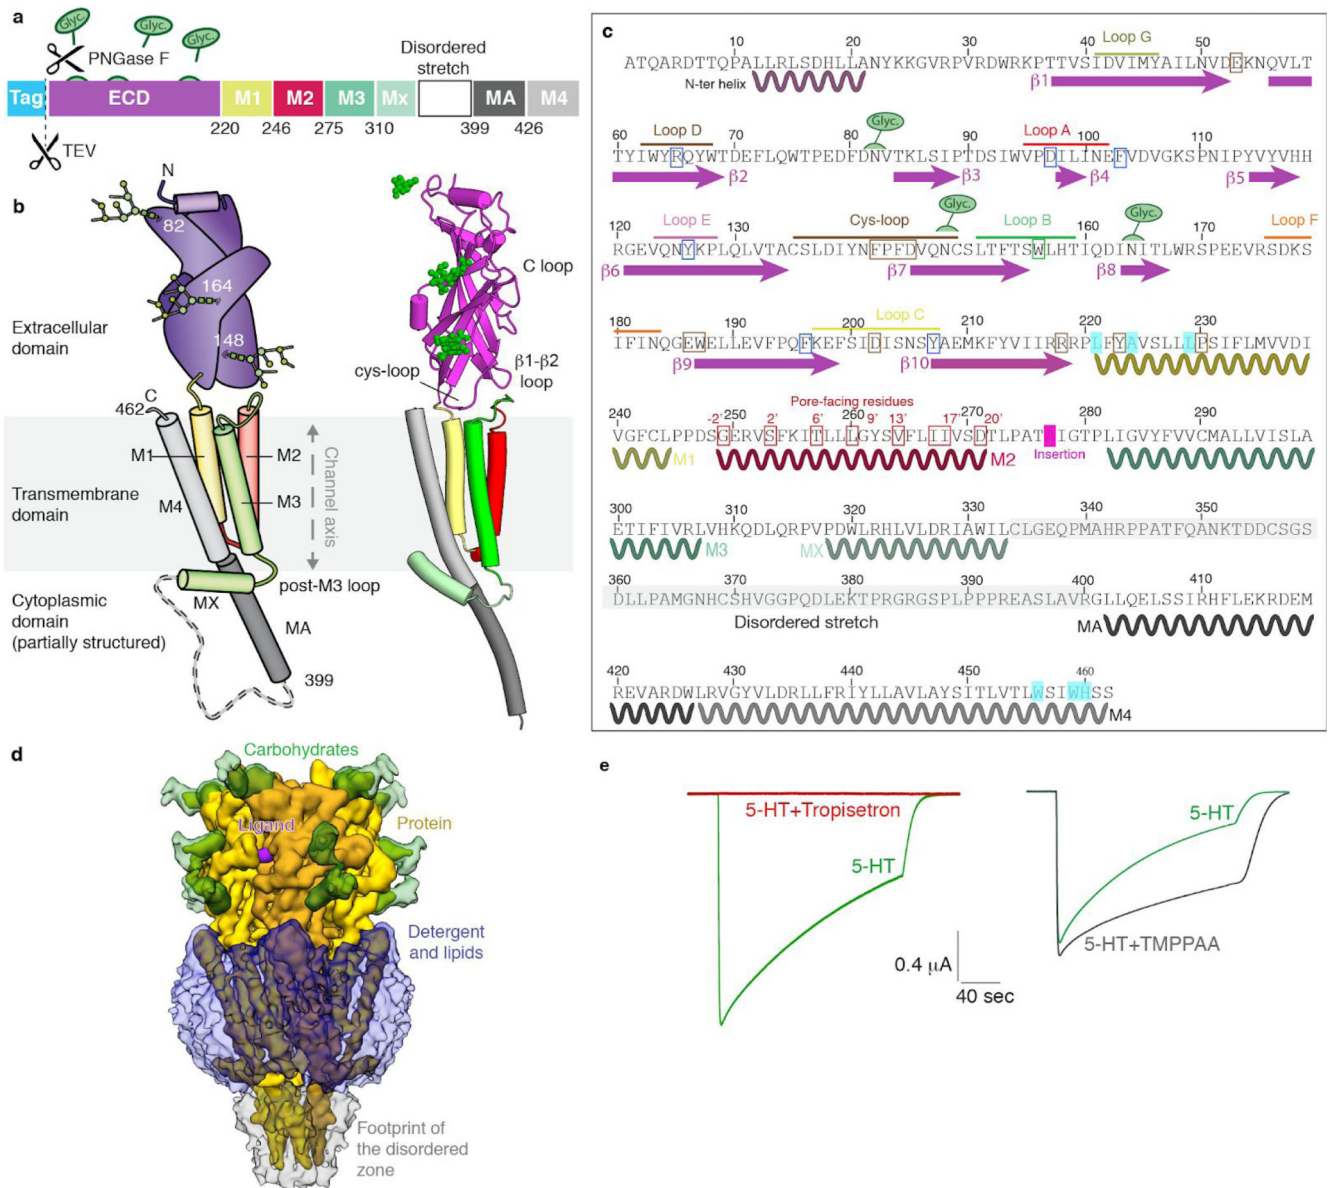 a
Glyc.
Glyc.
Glyc.
PNGase F
Disordered
stretch
Tag
ECD
M1
M2
M3
Mx
MA
M4
220
246
275
310
399
426
TEV
b
N
82
164
148
Extracellular
domain
C loop
cys-loop
β1-β2
loop
462
C
M1
M2
M3
M4
Channel axis
Transmembrane
domain
post-M3 loop
MX
Cytoplasmic
domain
(partially structured)
MA
399
c
10 20 30 40 50
Loop G
ATQARDTTQPALLRLSDHLLANYKKGVRPVRDWRKPTTVSIDVIMYAILNVDEKNQVLT
N-ter helix
β1
60 70 80 90 100 110
Loop D
Glyc.
Loop A
TYIWYRQYWTDEFLQWTPEDFDNVTKLSIPTDSIWVPDILINEFVDVGKSPNIPYVYVHH
β2 β3 β4 β5
120 130 140 150 160 170
Loop E
Cys-loop
Glyc.
Loop B
Glyc.
Loop F
RGEVQNYKPLQLVTACSLDIYNFPFDVQNCSLTFTSWLHTIQDINITLWRSPEEVRSDKS
β6 β7 β8
180 190 200 210 220 230
Loop C
IFINQGEWELLEVFPQFKEFSIDISNSYAEMKFYVIIRRRPLFYAVSLLLPSIFLMVVDI
β9 β10
Pore-facing residues
240 250 260 270 280 290
-2' 2' 6' 9' 13' 17' 20'
VGFCLPPDSGERVSFKITLLLGYSVFLIIVSDTLPATIGTPLIGVYFVVCMALLVISLA
M1 M2
Insertion
300 310 320 330 340 350
ETIFIVRLVHKQDLQRPVPDWLRHLVLDRIAWILCLGEQPMAHRPPATFQANKTDDCSGS
M3 MX
360 370 380 390 400 410
DLLPAMGNHCSHVGGPQDLEKTPRGRGSPLPPPREASLAVRGLLQELSSIRHFLEKRDEM
Disordered stretch
MA
420 430 440 450 460
REVARDWLRVGYVLDRLLFRIYLLAVLAYSITLVTLWSIWHSS
M4
d
Carbohydrates
Ligand
Protein
Detergent
and lipids
Footprint of
the disordered
zone
e
5-HT+Tropisetron
5-HT
5-HT
5-HT+TMPPAA
0.4 μA
40 sec